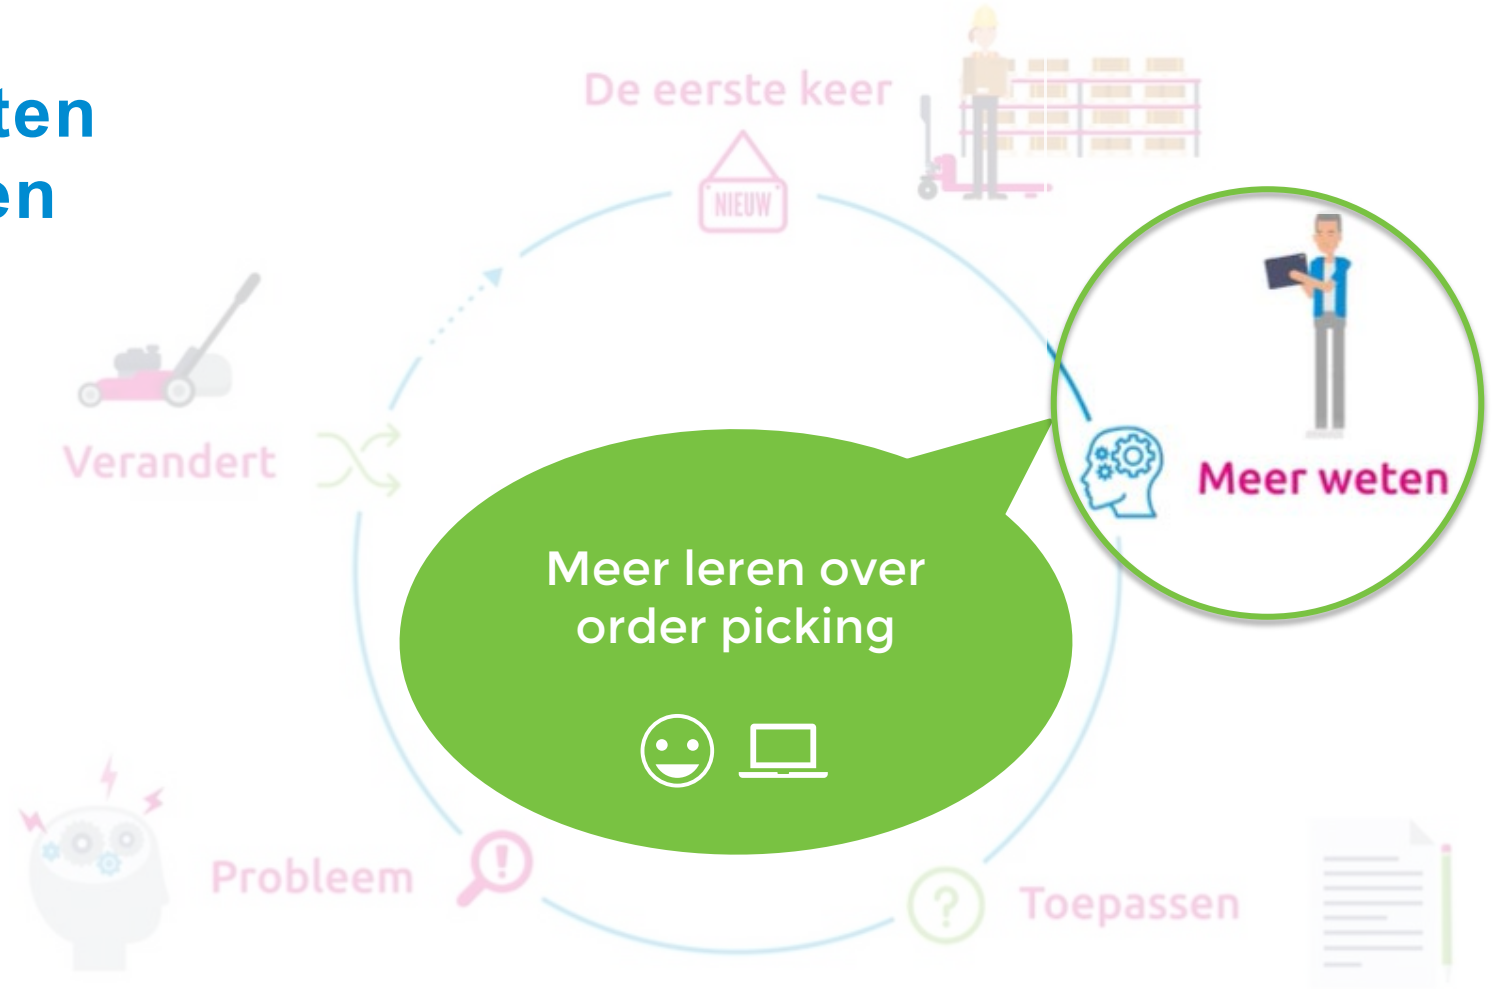 ten
en
De eerste keer
NIEUW
Meer weten
Verandert
Meer leren over
order picking
Probleem
Toepassen